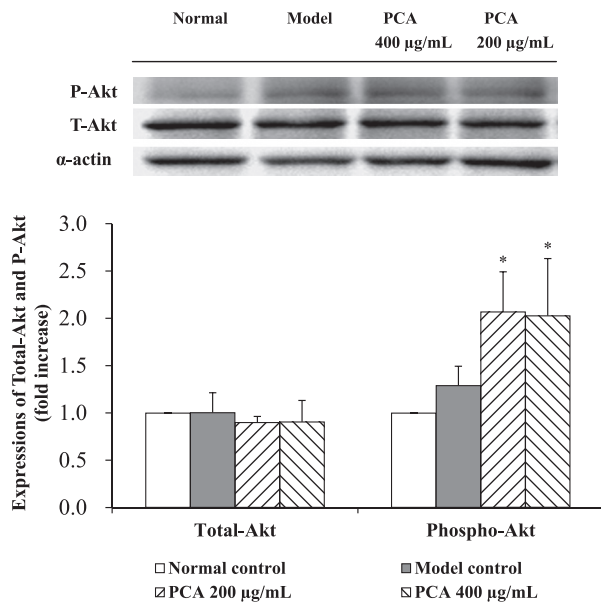 Normal Model PCA 400 µg/mL PCA 200 µg/mL
P-Akt
T-Akt
α-actin
Expressions of Total-Akt and P-Akt
(fold increase)
3.0
2.5
2.0
1.5
1.0
0.5
0.0
* *
Total-Akt Phospho-Akt
Normal control Model control
PCA 200 µg/mL PCA 400 µg/mL